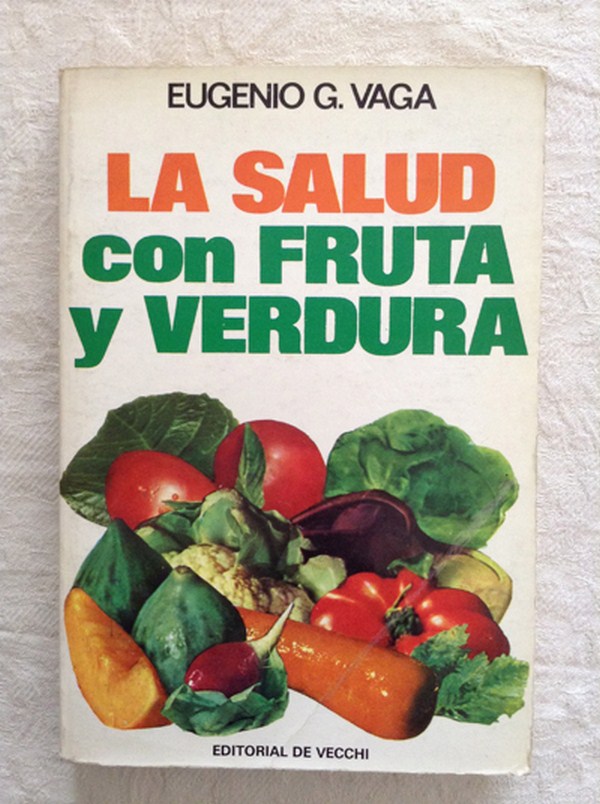 EUGENIO G. VAGA
LA SALUD
con FRUTA
y VERDURA
EDITORIAL DE VECCHI